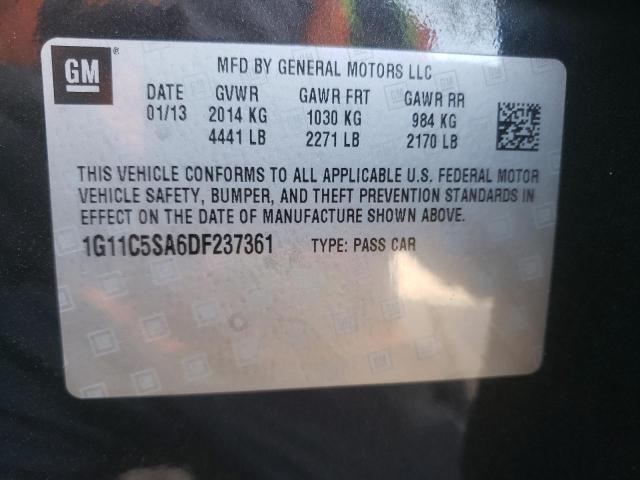 GM ®
MFD BY GENERAL MOTORS LLC
DATE GVWR GAWR FRT GAWR RR
01/13 2014 KG 1030 KG 984 KG
4441 LB 2271 LB 2170 LB
THIS VEHICLE CONFORMS TO ALL APPLICABLE U.S. FEDERAL MOTOR
VEHICLE SAFETY, BUMPER, AND THEFT PREVENTION STANDARDS IN
EFFECT ON THE DATE OF MANUFACTURE SHOWN ABOVE.
1G11C5SA6DF237361 TYPE: PASS CAR